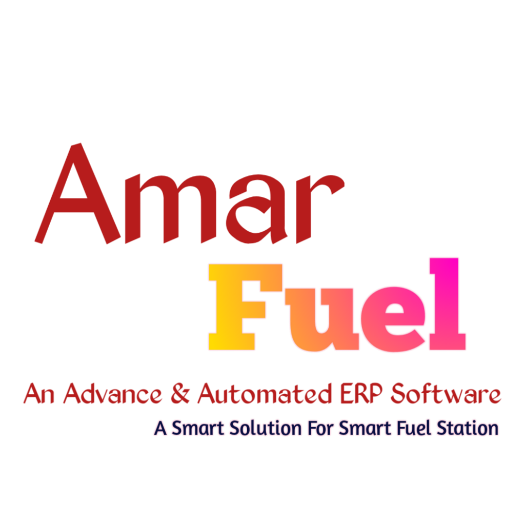 Amar
Fuel
An Advance & Automated ERP Software
A Smart Solution For Smart Fuel Station